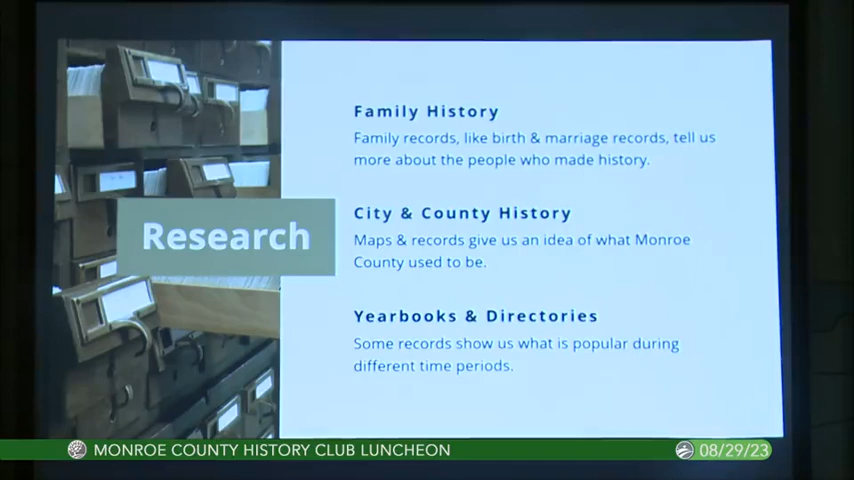 Research
Family History
Family records, like birth & marriage records, tell us
more about the people who made history.
City & County History
Maps & records give us an idea of what Monroe
County used to be.
Yearbooks & Directories
Some records show us what is popular during
different time periods.
MONROE COUNTY HISTORY CLUB LUNCHEON
08/29/23